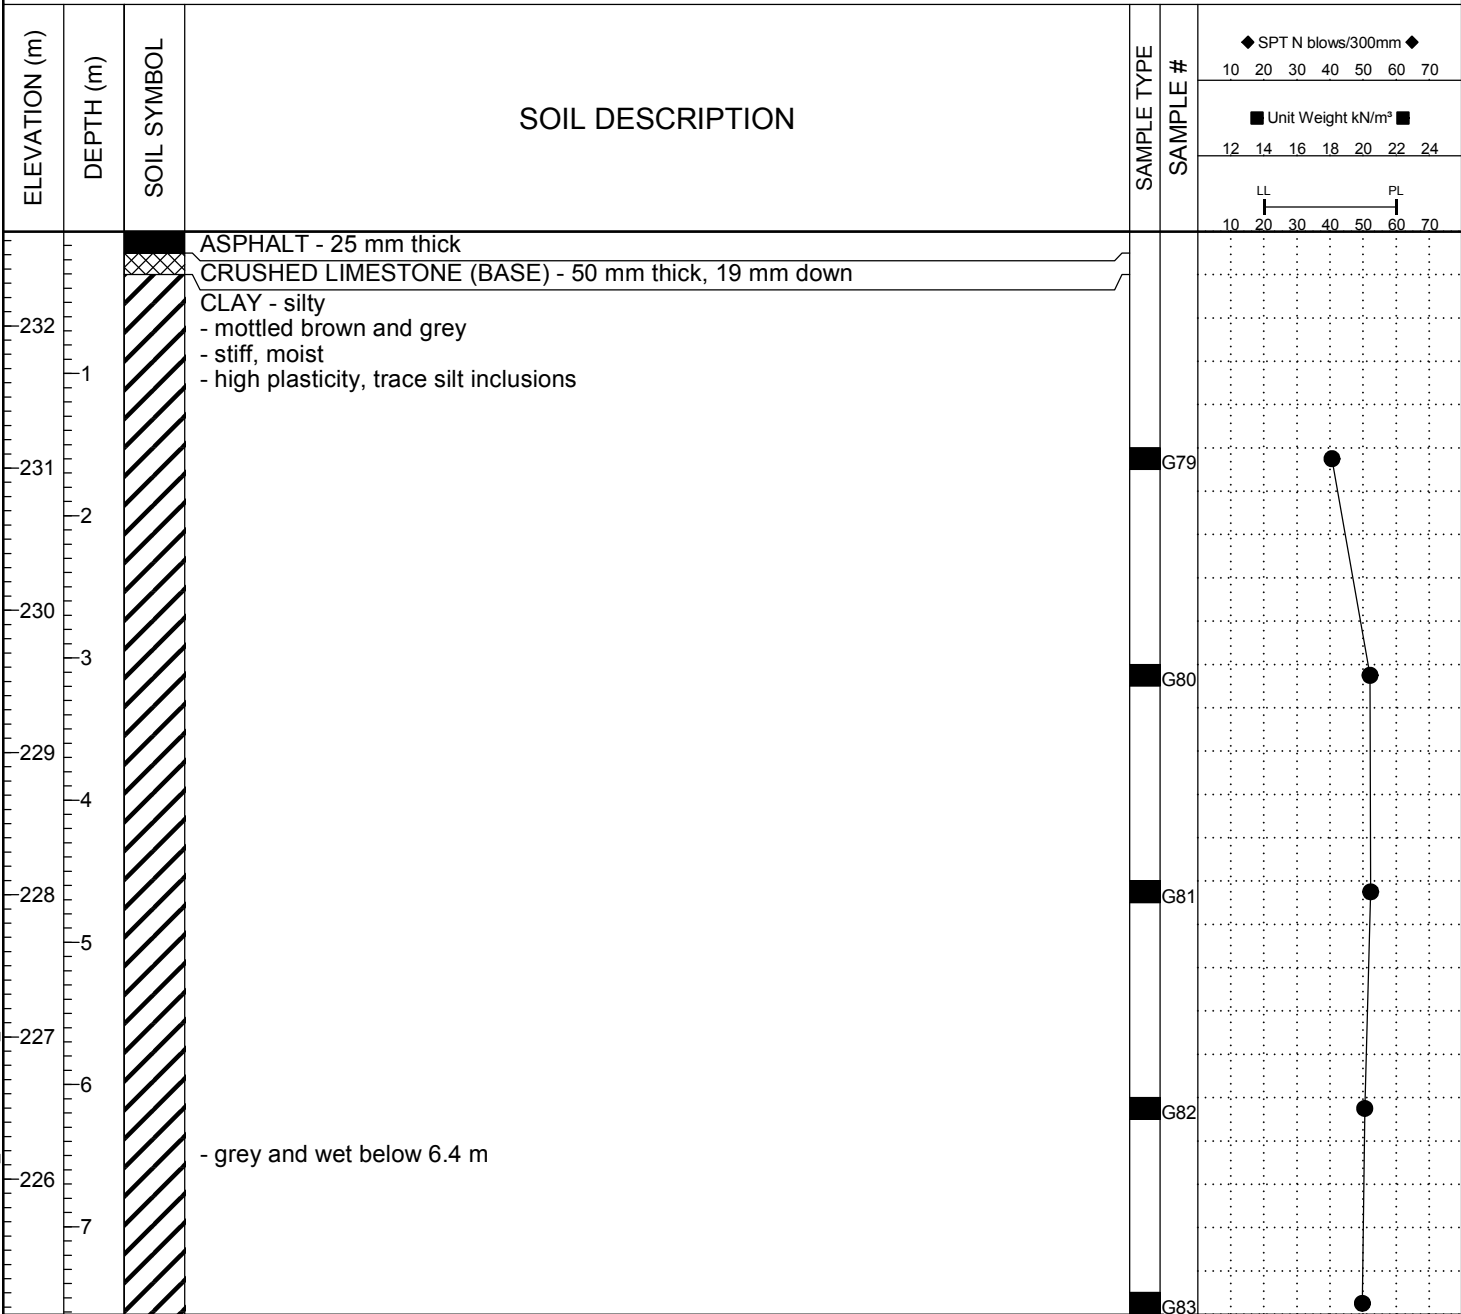 ELEVATION (m)
DEPTH (m)
SOIL SYMBOL
SOIL DESCRIPTION
SAMPLE TYPE
SAMPLE #
◆ SPT N blows/300mm ◆
10 20 30 40 50 60 70
■ Unit Weight kN/m³ ■
12 14 16 18 20 22 24
LL PL
10 20 30 40 50 60 70
ASPHALT - 25 mm thick
CRUSHED LIMESTONE (BASE) - 50 mm thick, 19 mm down
CLAY - silty
232
- mottled brown and grey
- stiff, moist
1
- high plasticity, trace silt inclusions
231
G79
2
230
3
G80
229
4
228
G81
5
227
6
G82
- grey and wet below 6.4 m
226
7
G83